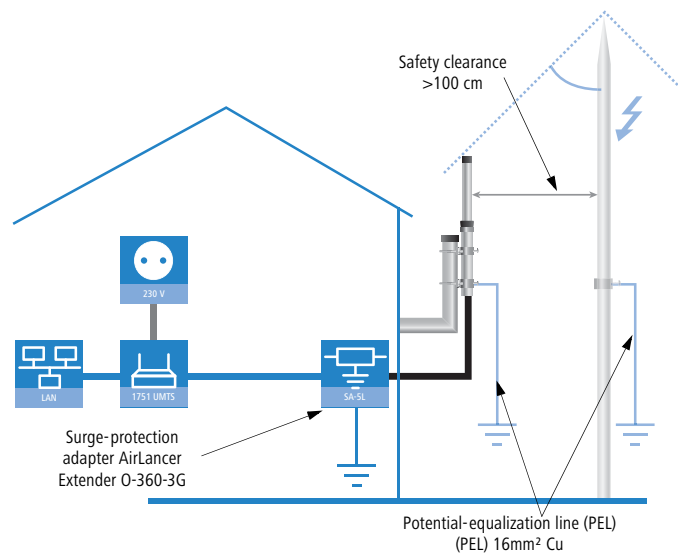 Safety clearance
>100 cm
230 V
LAN
1751 UMTS
SA-5L
Surge-protection
adapter AirLancer
Extender O-360-3G
Potential-equalization line (PEL)
(PEL) 16mm² Cu